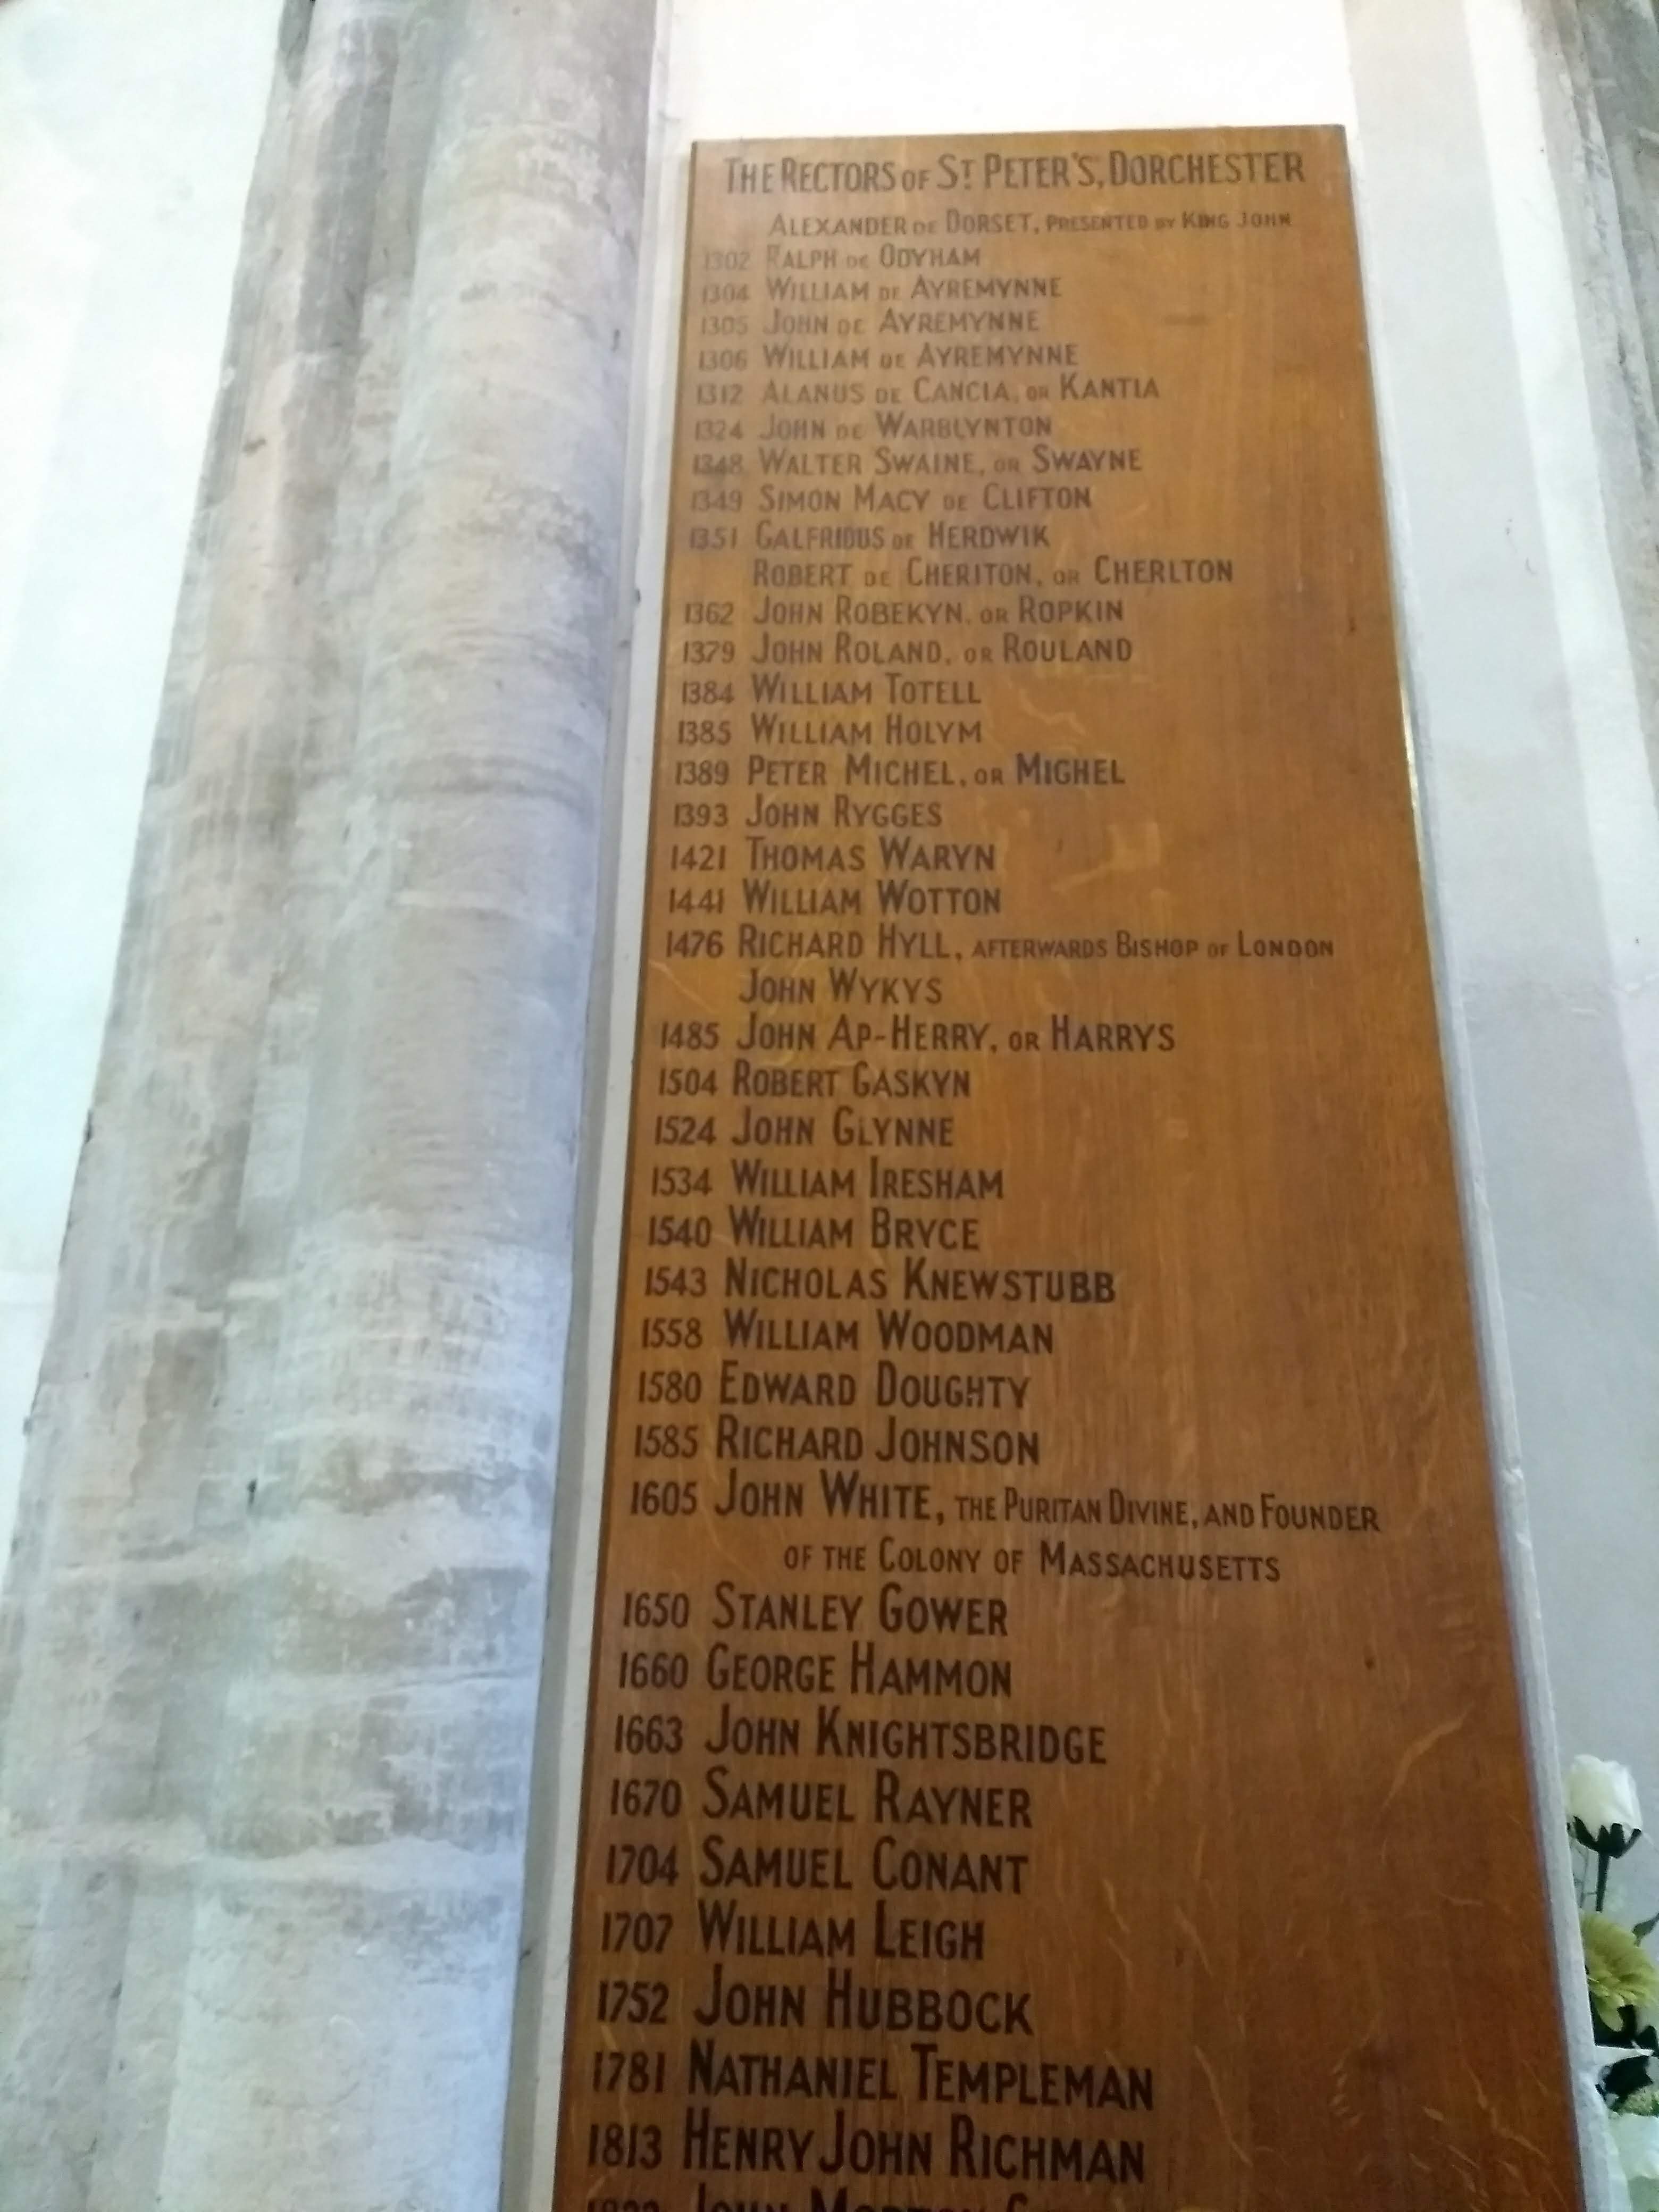 THE RECTORS OF ST PETER'S, DORCHESTER
ALEXANDER DE DORSET, PRESENTED BY KING JOHN
1302 RALPH DE ODYHAM
1304 WILLIAM DE AYREMYNNE
1305 JOHN DE AYREMYNNE
1306 WILLIAM DE AYREMYNNE
1312 ALANUS DE CANCIA, OR KANTIA
1324 JOHN DE WARBLYNTON
1348 WALTER SWAINE, OR SWAYNE
1349 SIMON MACY DE CLIFTON
1351 GALFRIDUS DE HERDWIK
ROBERT DE CHERITON, OR CHERLTON
1362 JOHN ROBEKYN, OR ROPKIN
1379 JOHN ROLAND, OR ROULAND
1384 WILLIAM TOTELL
1385 WILLIAM HOLYM
1389 PETER MICHEL, OR MIGHEL
1393 JOHN RYGGES
1421 THOMAS WARYN
1441 WILLIAM WOTTON
1476 RICHARD HYLL, AFTERWARDS BISHOP OF LONDON
JOHN WYKYS
1485 JOHN AP-HERRY, OR HARRYS
1504 ROBERT GASKYN
1524 JOHN GLYNNE
1534 WILLIAM IRESHAM
1540 WILLIAM BRYCE
1543 NICHOLAS KNEWSTUBB
1558 WILLIAM WOODMAN
1580 EDWARD DOUGHTY
1585 RICHARD JOHNSON
1605 JOHN WHITE, THE PURITAN DIVINE, AND FOUNDER
OF THE COLONY OF MASSACHUSETTS
1650 STANLEY GOWER
1660 GEORGE HAMMON
1663 JOHN KNIGHTSBRIDGE
1670 SAMUEL RAYNER
1704 SAMUEL CONANT
1707 WILLIAM LEIGH
1752 JOHN HUBBOCK
1781 NATHANIEL TEMPLEMAN
1813 HENRY JOHN RICHMAN
JOHN MORTON